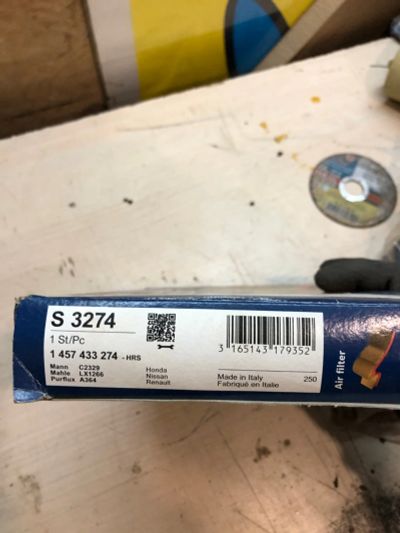 S 3274
1 St/Pc
1 457 433 274 - HRS
Mann C2329
Mahle LX1266
Purflux A364
Honda
Nissan
Renault
3 165143 179352
Made in Italy
Fabriqué en Italie
250
Air filter